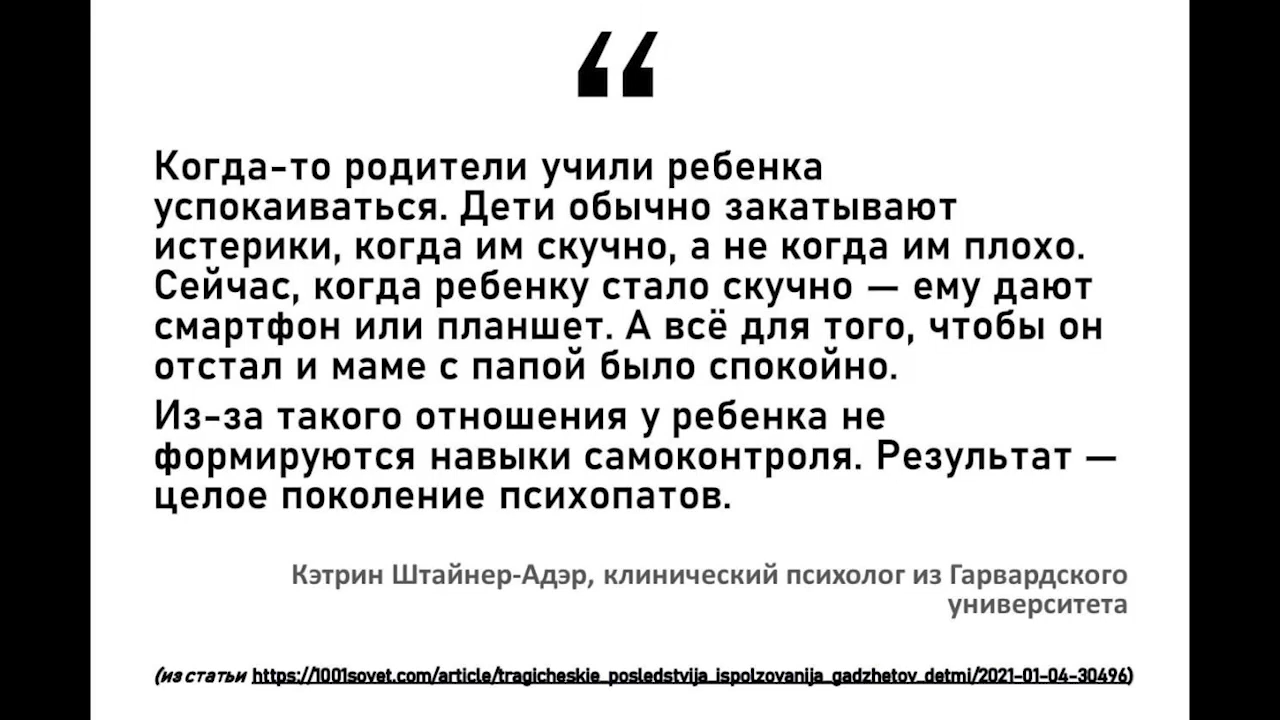 “
Когда-то родители учили ребенка
успокаиваться. Дети обычно закатывают
истерики, когда им скучно, а не когда им плохо.
Сейчас, когда ребенку стало скучно — ему дают
смартфон или планшет. А всё для того, чтобы он
отстал и маме с папой было спокойно.
Из-за такого отношения у ребенка не
формируются навыки самоконтроля. Результат —
целое поколение психопатов.
Кэтрин Штайнер-Адэр, клинический психолог из Гарвардского
университета
(из статьи https://1001sovet.com/article/tragicheskie_posledstvija_ispolzovanija_gadzhetov_detmi/2021-01-04-30496)